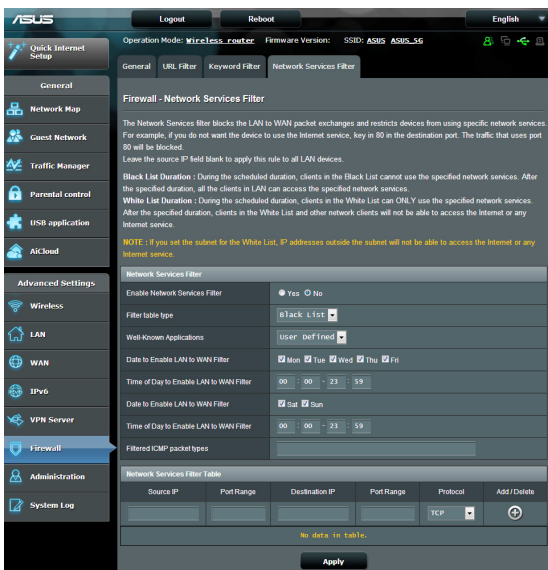 ASUS
Logout
Reboot
English
Operation Mode: Wireless router Firmware Version: SSID: ASUS ASUS_5G
Quick Internet Setup
General
Network Map
Guest Network
Traffic Manager
Parental control
USB application
AiCloud
Advanced Settings
Wireless
LAN
WAN
IPv6
VPN Server
Firewall
Administration
System Log
General URL Filter Keyword Filter Network Services Filter
Firewall - Network Services Filter
The Network Services filter blocks the LAN to WAN packet exchanges and restricts devices from using specific network services.
For example, if you do not want the device to use the Internet service, key in 80 in the destination port. The traffic that uses port
80 will be blocked.
Leave the source IP field blank to apply this rule to all LAN devices.
Black List Duration : During the scheduled duration, clients in the Black List cannot use the specified network services. After
the specified duration, all the clients in LAN can access the specified network services.
White List Duration : During the scheduled duration, clients in the White List can ONLY use the specified network services.
After the specified duration, clients in the White List and other network clients will not be able to access the Internet or any
Internet service.
NOTE : If you set the subnet for the White List, IP addresses outside the subnet will not be able to access the Internet or any
Internet service.
Network Services Filter
Enable Network Services Filter Yes No
Filter table type Black List
Well-Known Applications User Defined
Date to Enable LAN to WAN Filter Mon Tue Wed Thu Fri
Time of Day to Enable LAN to WAN Filter 00 : 00 - 23 : 59
Date to Enable LAN to WAN Filter Sat Sun
Time of Day to Enable LAN to WAN Filter 00 : 00 - 23 : 59
Filtered ICMP packet types
Network Services Filter Table
Source IP Port Range Destination IP Port Range Protocol Add / Delete
TCP
No data in table.
Apply